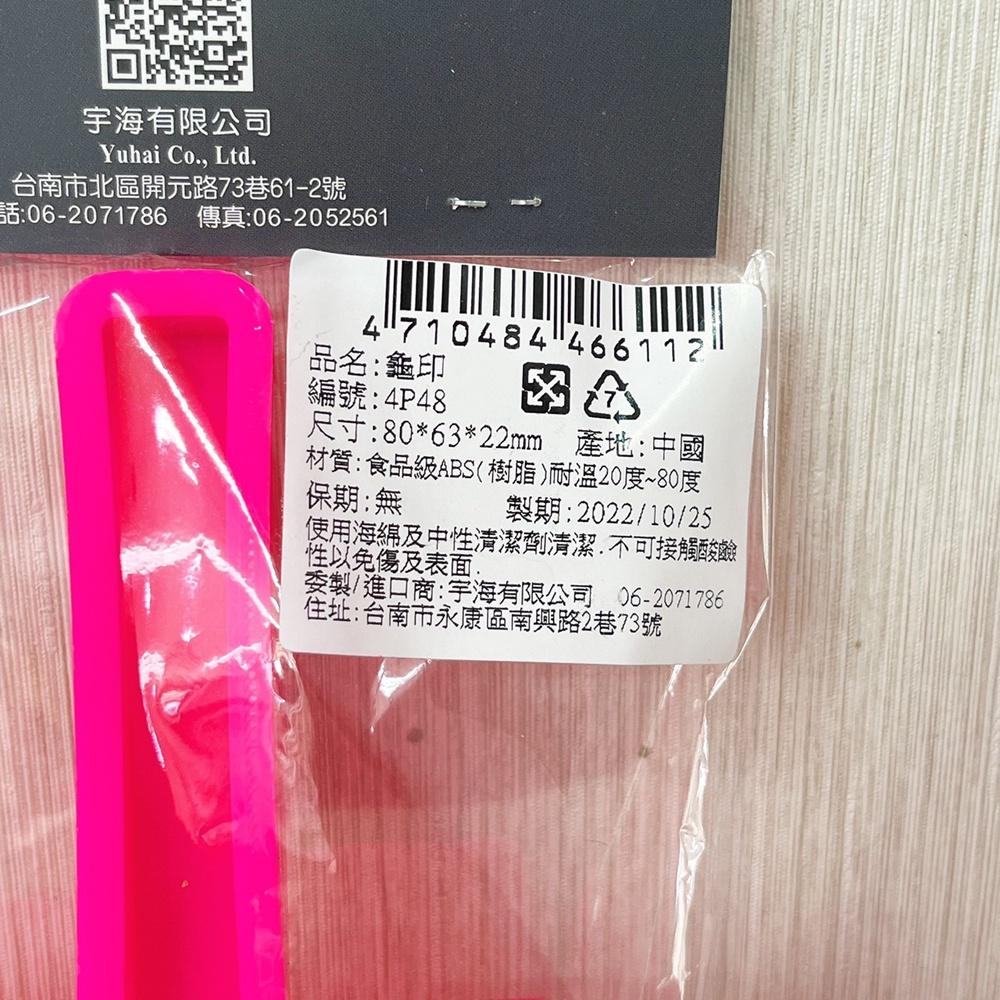 宇海有限公司
Yuhai Co., Ltd.
台南市北區開元路73巷61-2號
話:06-2071786 傳真:06-2052561
4 710484 466112
品名:龜印
編號:4P48
7
尺寸:80*63*22mm 產地:中國
材質:食品級ABS(樹脂)耐溫20度~80度
保期:無 製期:2022/10/25
使用海綿及中性清潔劑清潔.不可接觸酸鹼
性以免傷及表面.
委製/進口商:宇海有限公司 06-2071786
住址:台南市永康區南興路2巷73號